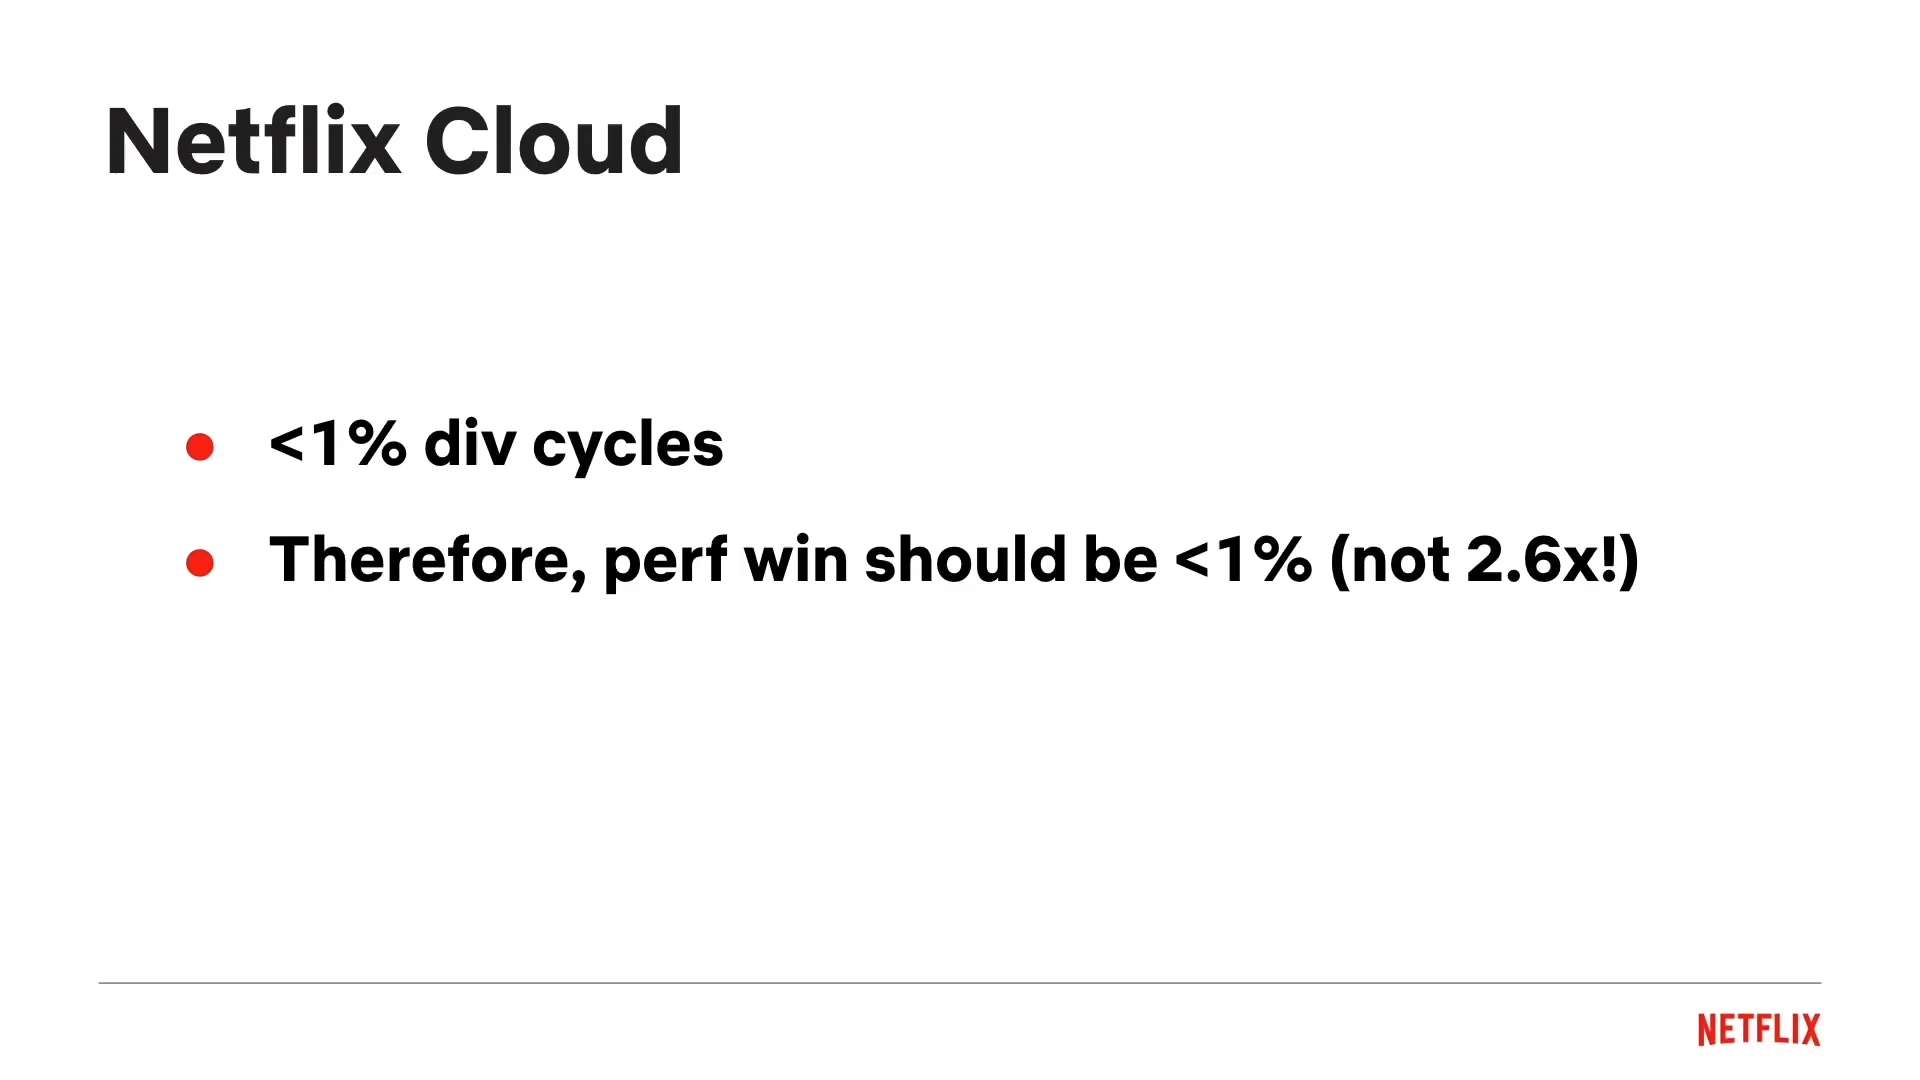 Netflix Cloud
● <1% div cycles
● Therefore, perf win should be <1% (not 2.6x!)
NETFLIX